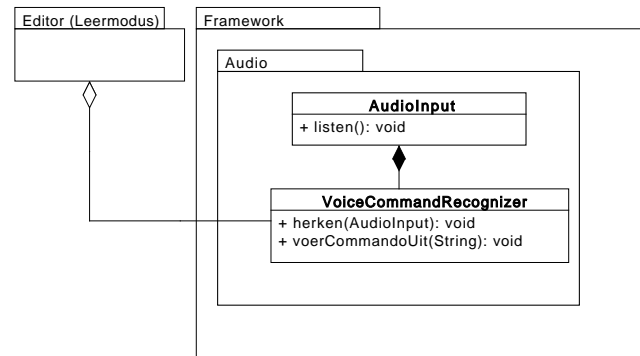 Editor (Leermodus)
Framework
Audio
AudioInput
+ listen(): void
VoiceCommandRecognizer
+ herken(AudioInput): void
+ voerCommandoUit(String): void